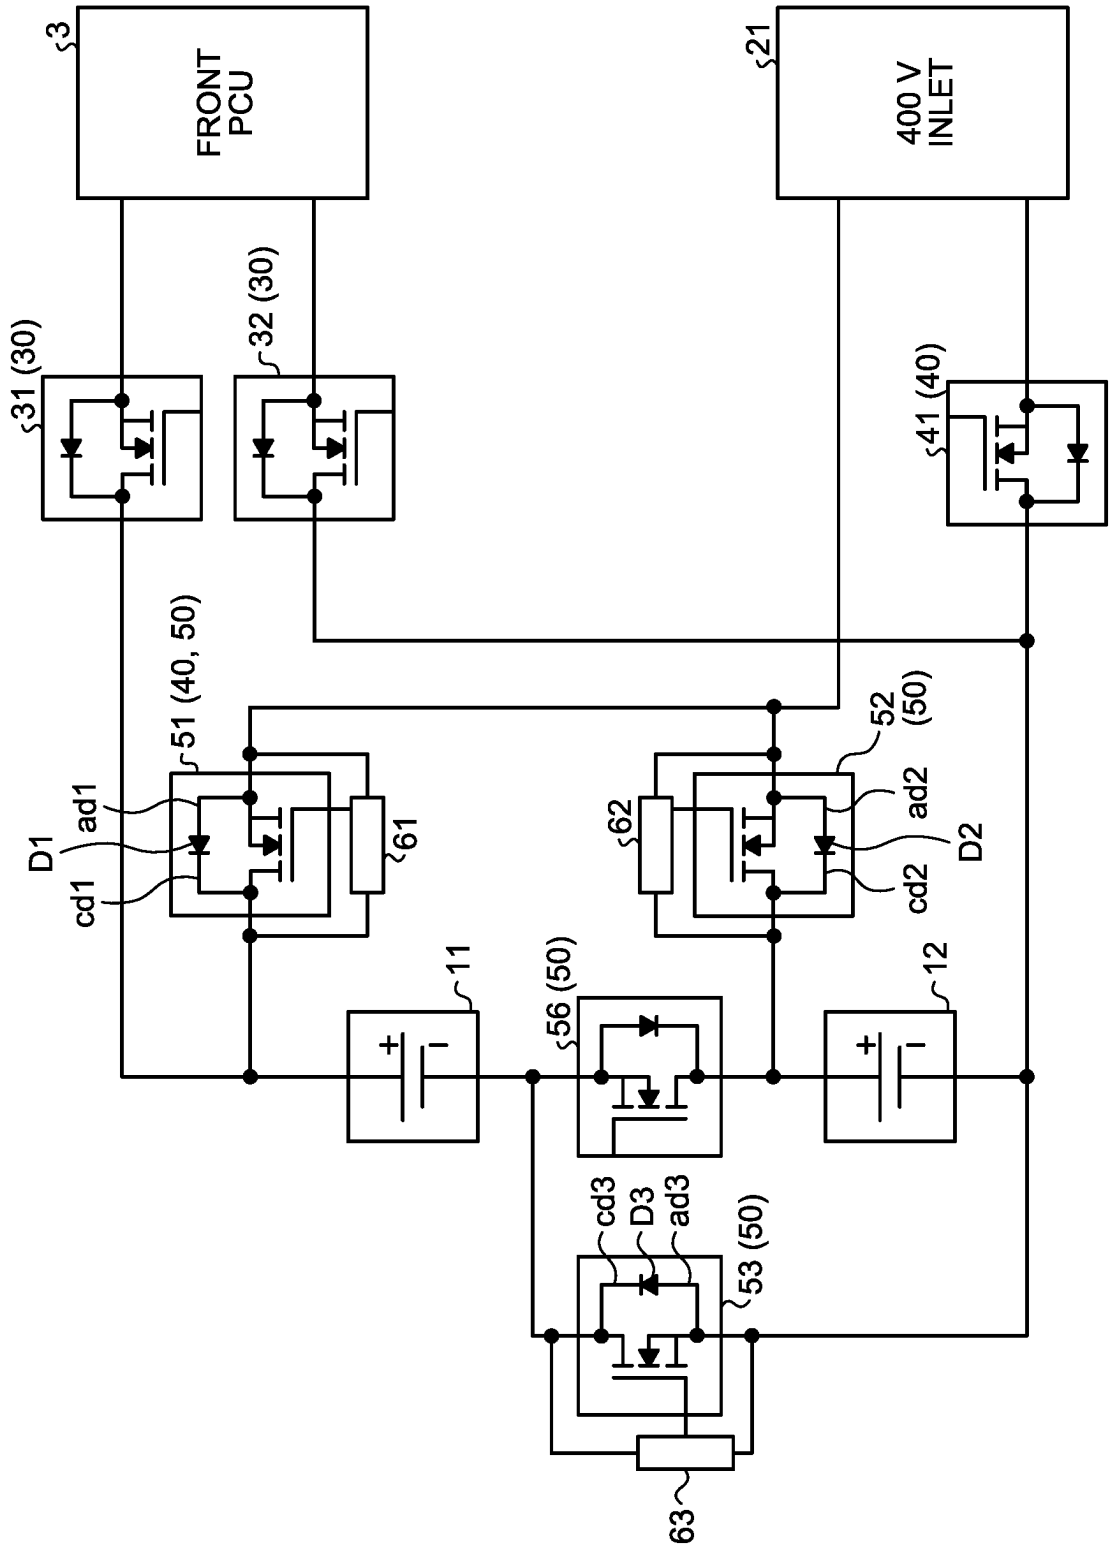 3
FRONT
PCU
21
400 V
INLET
31 (30)
32 (30)
41 (40)
51 (40, 50)
ad1
D1
cd1
61
52
(50)
62
ad2
D2
cd2
11
+
−
56 (50)
12
+
−
cd3
D3
ad3
53 (50)
63